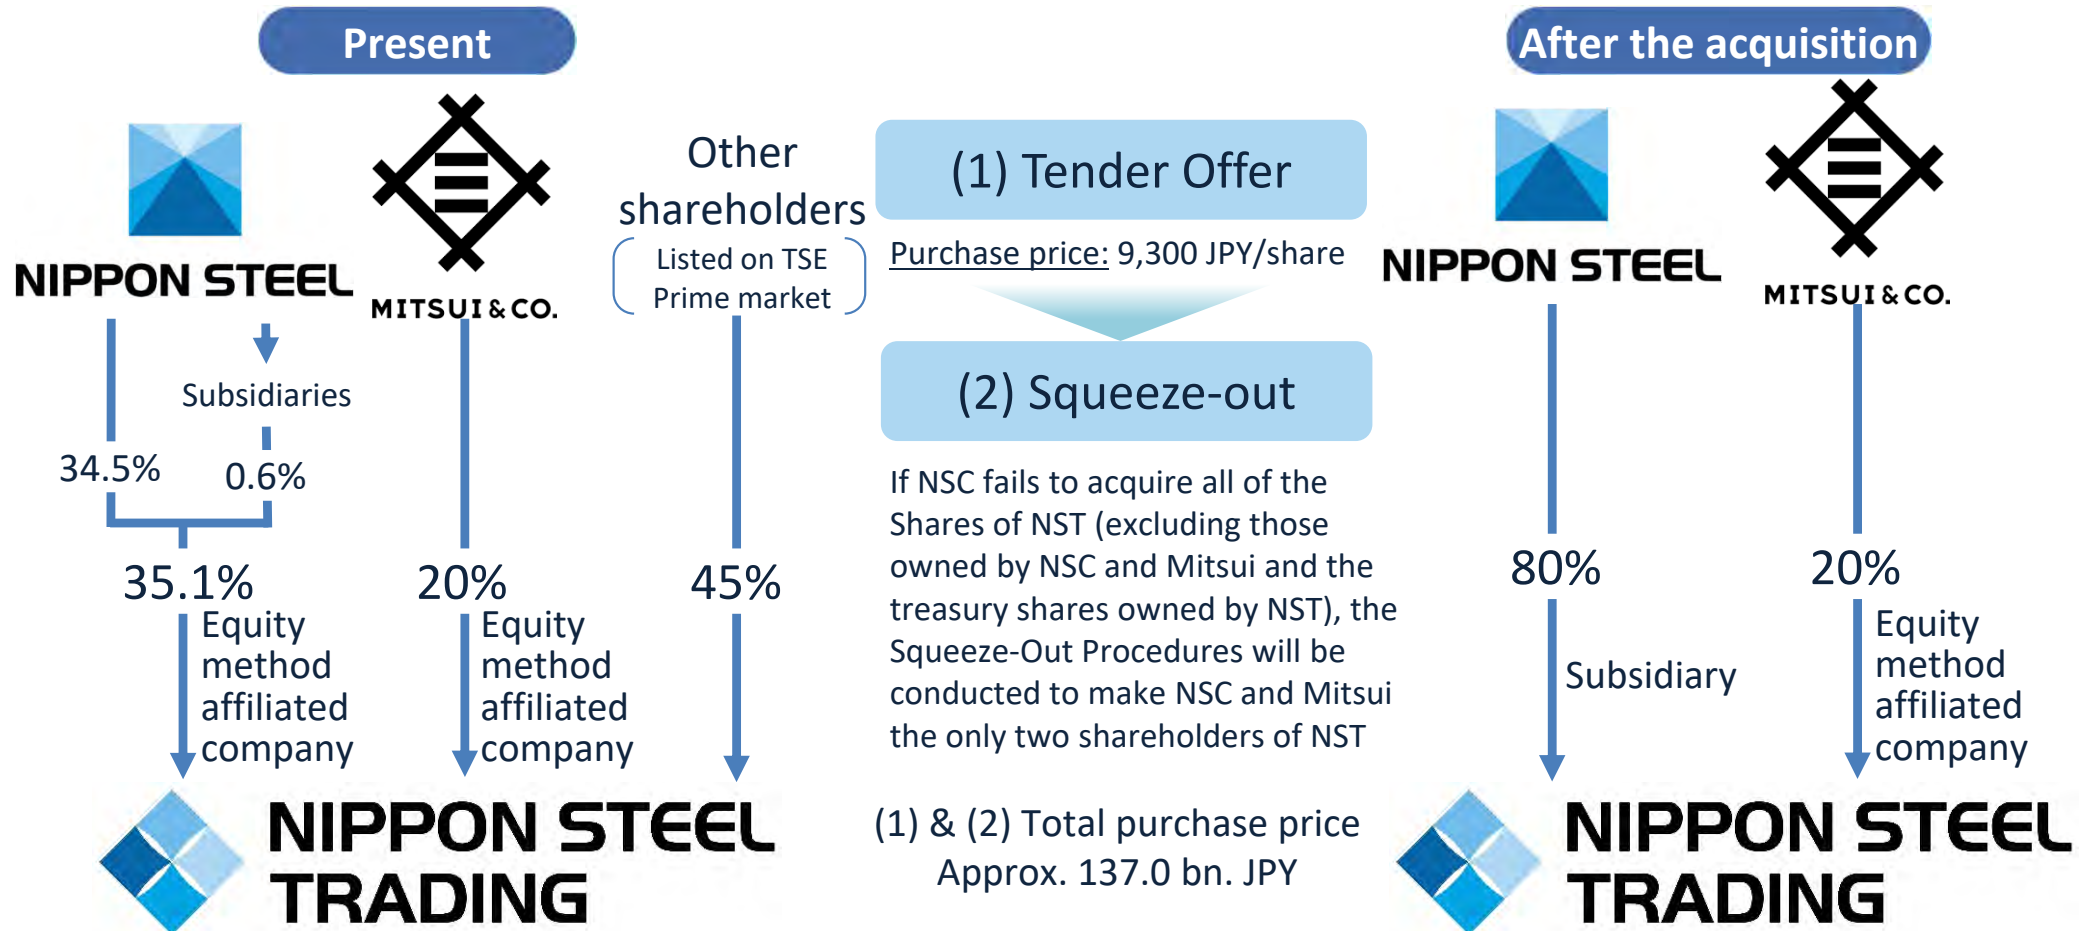 Present
NIPPON STEEL
MITSUI & CO.
Other
shareholders
Listed on TSE
Prime market
Subsidiaries
34.5%
0.6%
35.1%
20%
45%
Equity
method
affiliated
company
Equity
method
affiliated
company
NIPPON STEEL
TRADING
(1) Tender Offer
Purchase price: 9,300 JPY/share
(2) Squeeze-out
If NSC fails to acquire all of the
Shares of NST (excluding those
owned by NSC and Mitsui and the
treasury shares owned by NST), the
Squeeze-Out Procedures will be
conducted to make NSC and Mitsui
the only two shareholders of NST
(1) & (2) Total purchase price
Approx. 137.0 bn. JPY
After the acquisition
NIPPON STEEL
MITSUI & CO.
80%
20%
Subsidiary
Equity
method
affiliated
company
NIPPON STEEL
TRADING